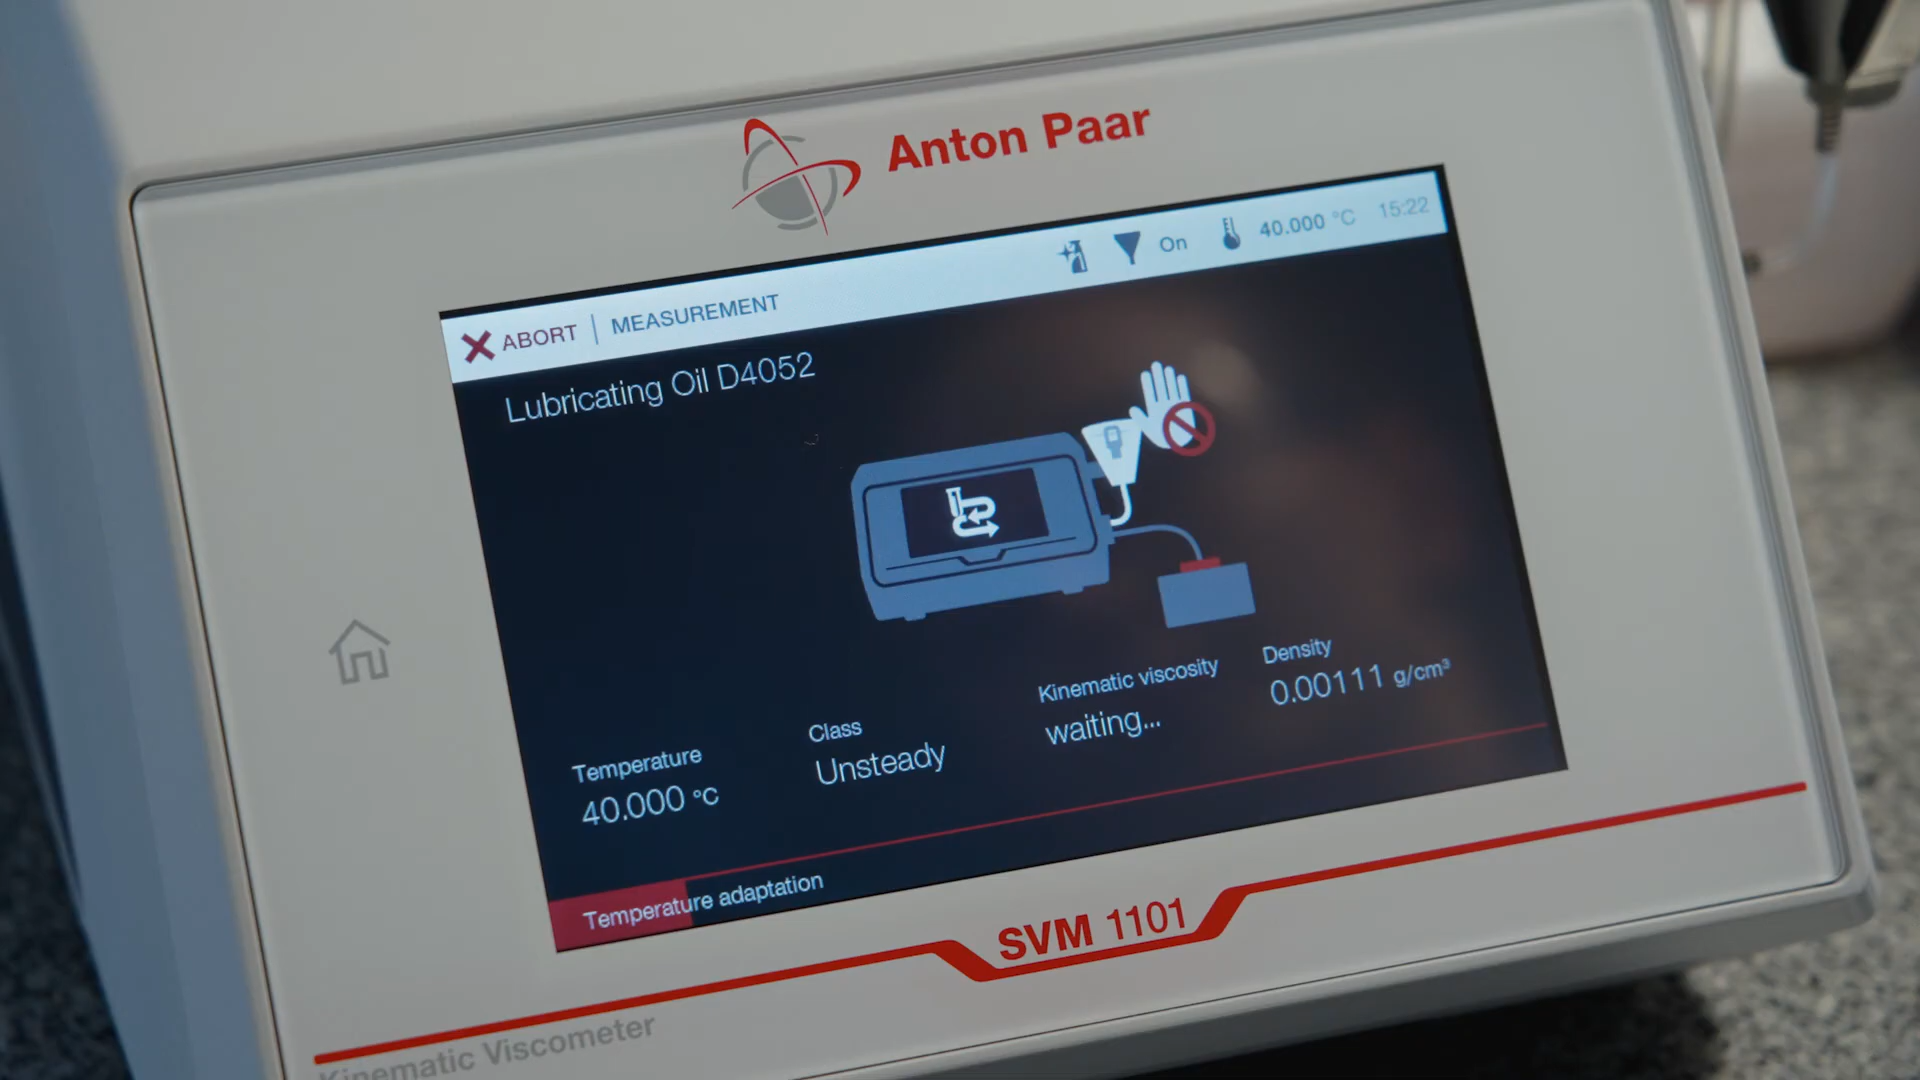 Anton Paar
On 40.000 °C 15:22
ABORT | MEASUREMENT
Lubricating Oil D4052
Temperature
40.000 °C
Class
Unsteady
Kinematic viscosity
waiting...
Density
0.00111 g/cm³
Temperature adaptation
SVM 1101
Kinematic Viscometer